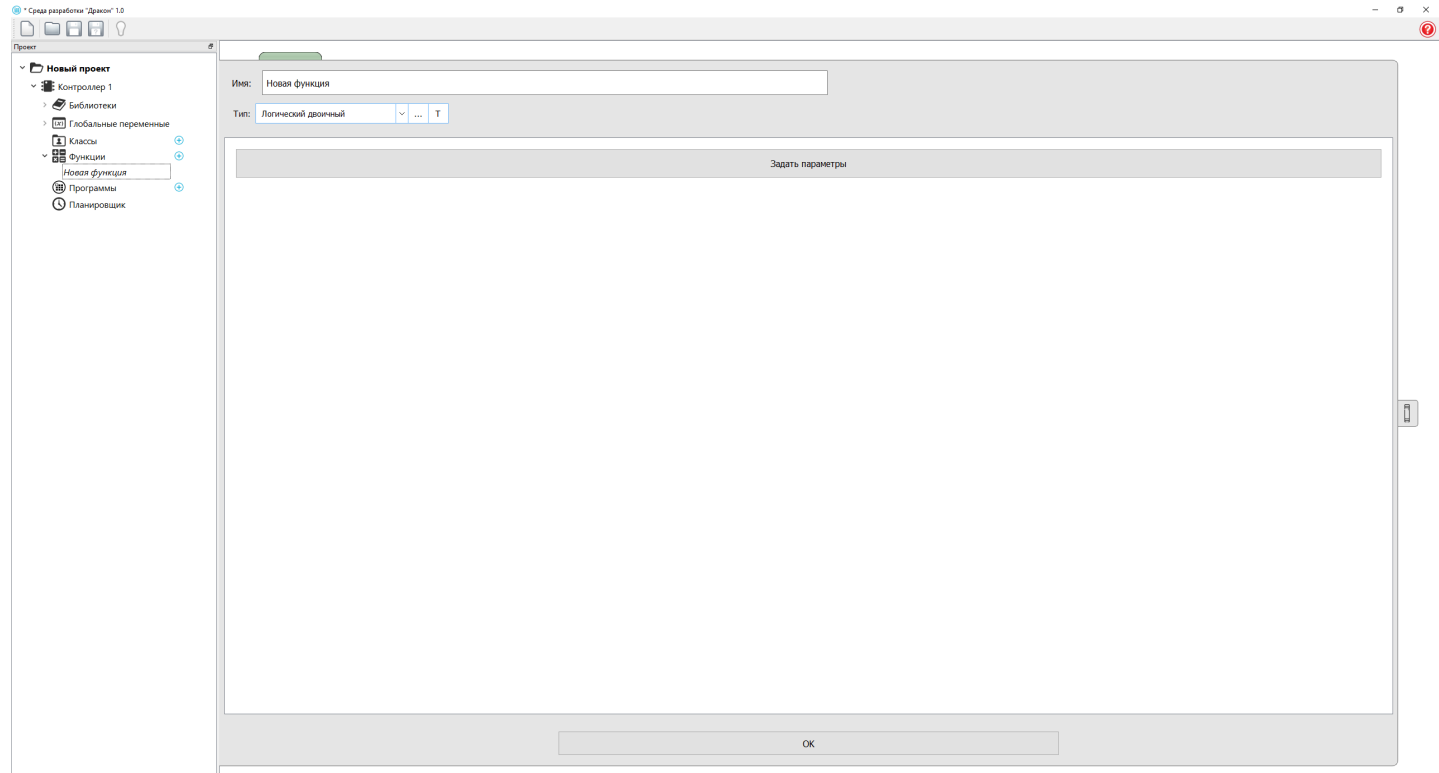 * Среда разработки "Дракон" 1.0
Проект
Новый проект
Контроллер 1
Библиотеки
Глобальные переменные
Классы
Функции
Новая функция
Программы
Планировщик
Имя: Новая функция
Тип: Логический двоичный ... T
Задать параметры
OK